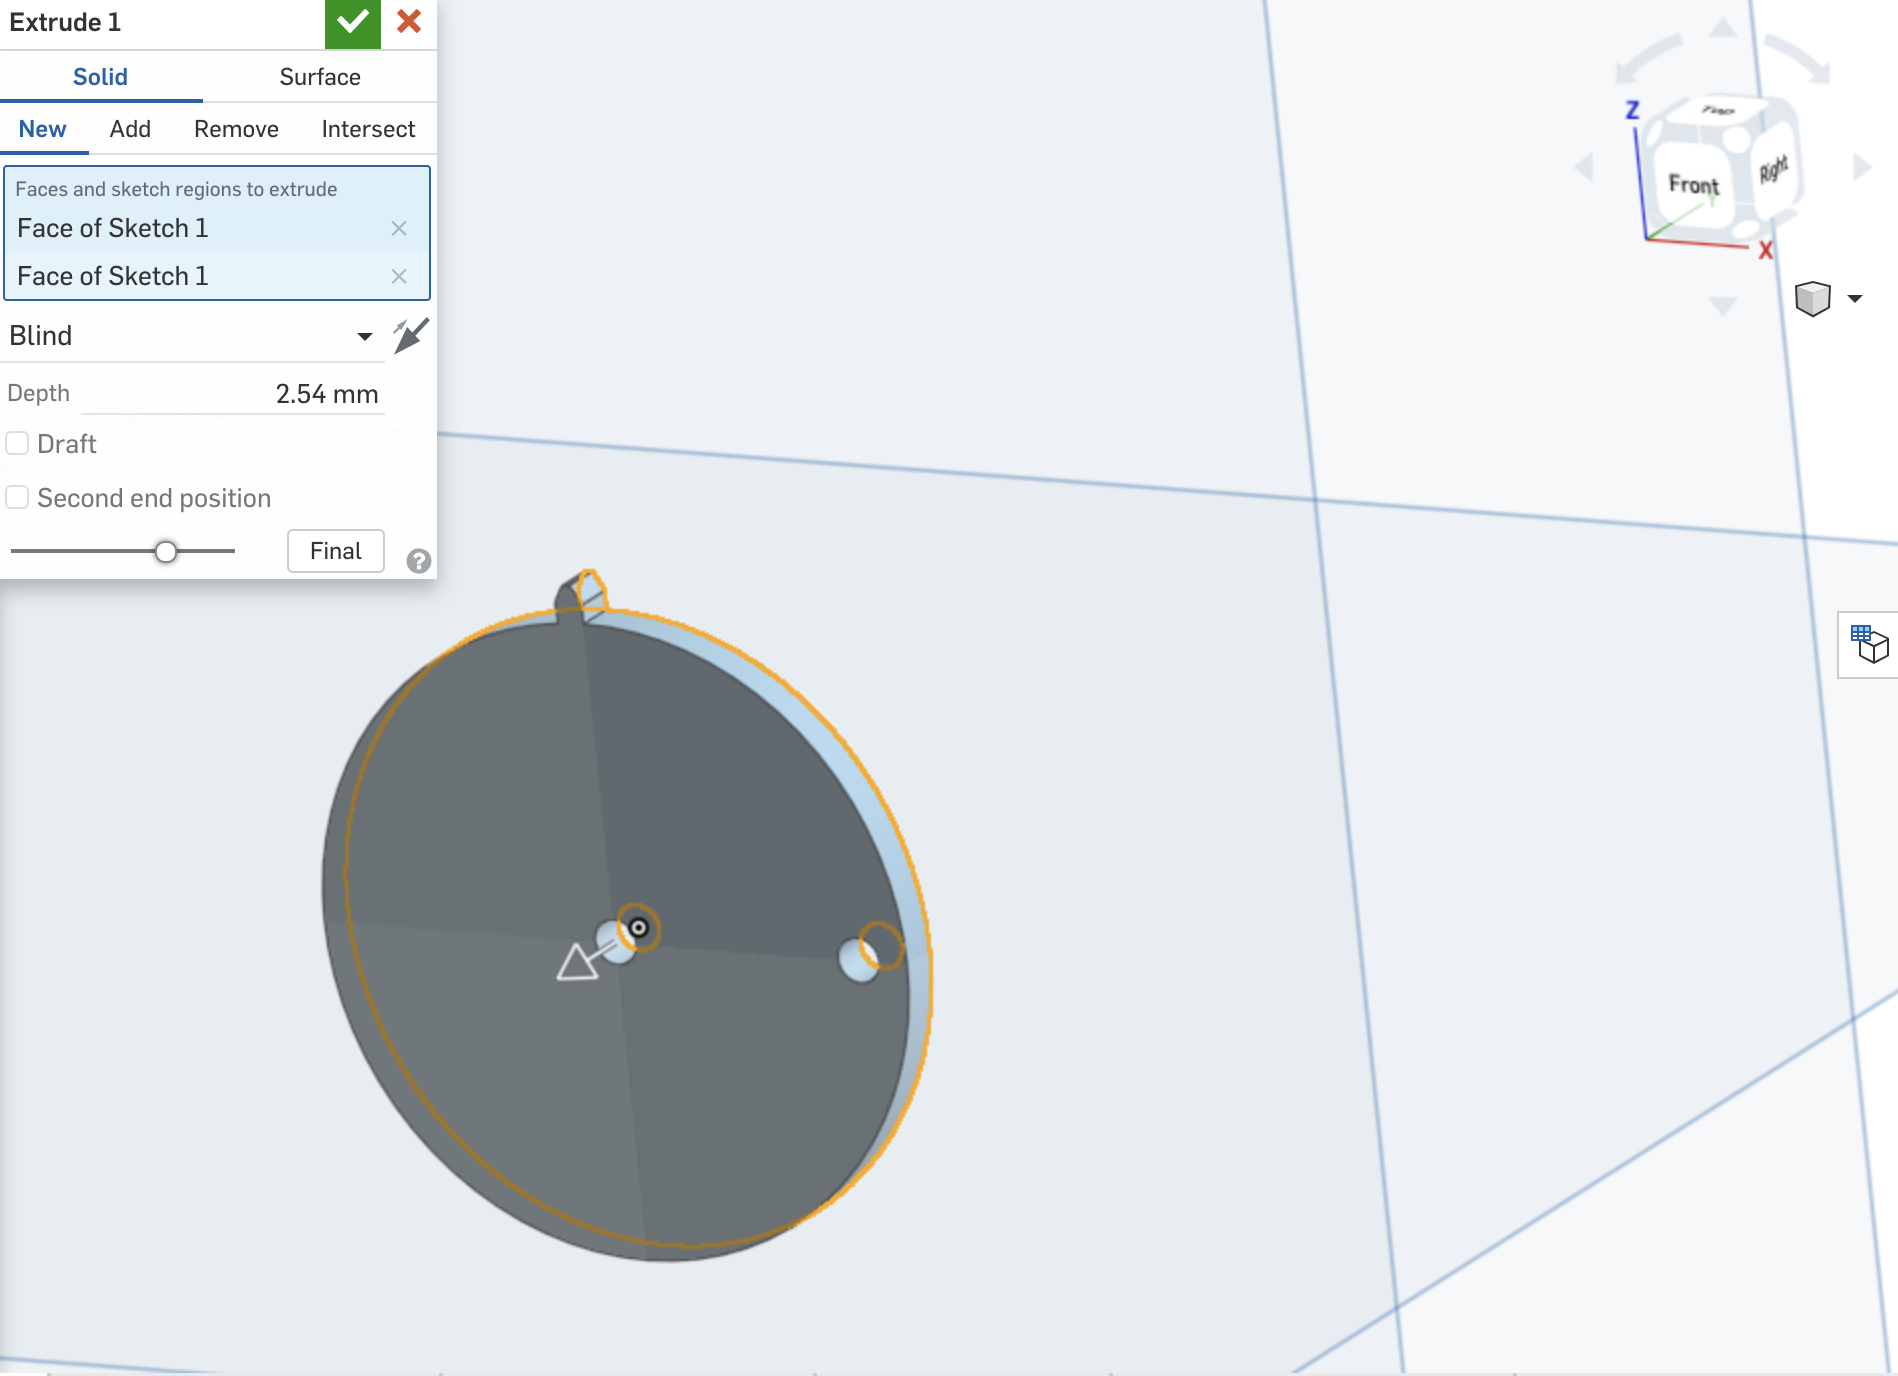 Extrude 1
Solid Surface
New Add Remove Intersect
Faces and sketch regions to extrude
Face of Sketch 1
Face of Sketch 1
Blind
Depth 2.54 mm
Draft
Second end position
Final
?
Z
Top
Front
Right
Y
X